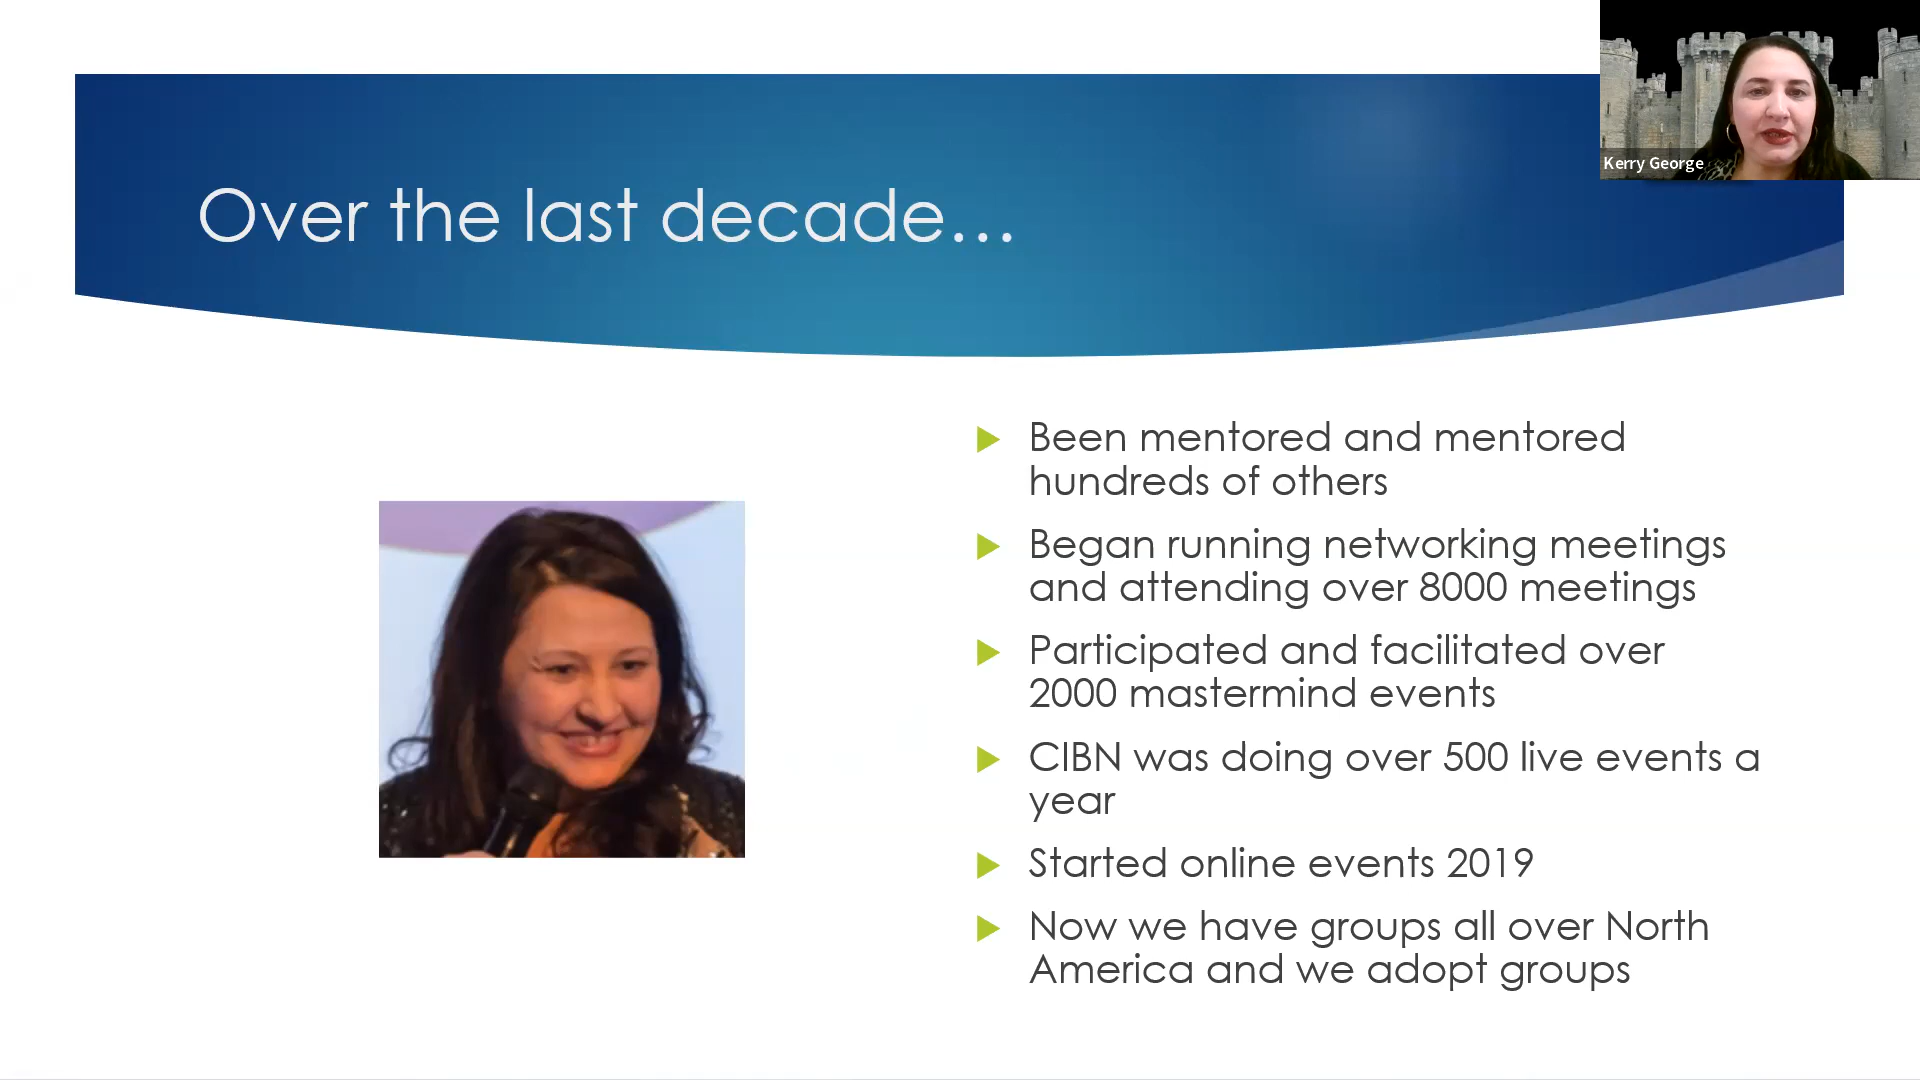 Kerry George
Over the last decade...
Been mentored and mentored
hundreds of others
Began running networking meetings
and attending over 8000 meetings
Participated and facilitated over
2000 mastermind events
CIBN was doing over 500 live events a
year
Started online events 2019
Now we have groups all over North
America and we adopt groups